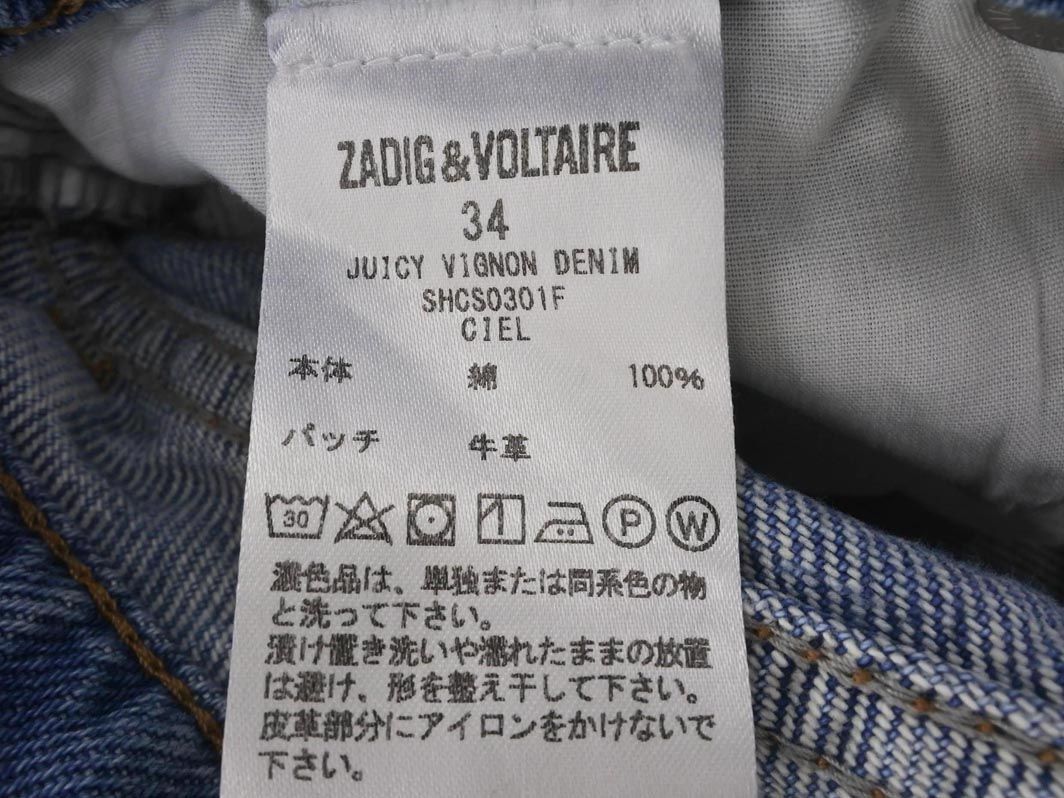 ZADIG&VOLTAIRE
34
JUICY VIGNON DENIM
SHCS0301F
CIEL
本体 綿 100%
パッチ 牛革
30 P W
濃色品は、単独または同系色の物
と洗って下さい。
漬け置き洗いや濡れたままの放置
は避け、形を整え干して下さい。
皮革部分にアイロンをかけないで
下さい。